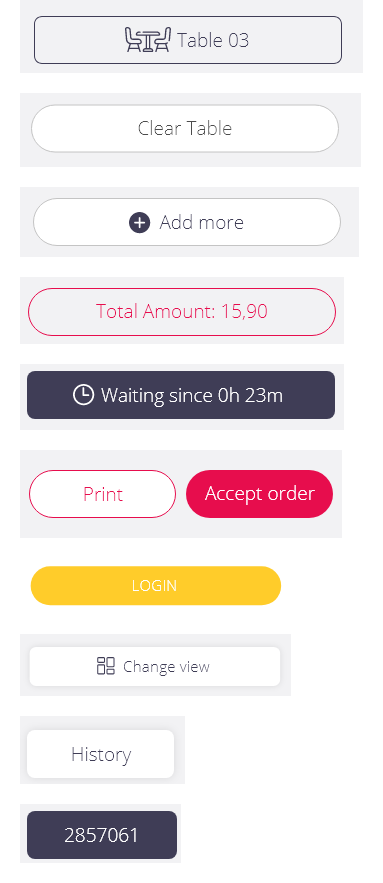 Table 03
Clear Table
Add more
Total Amount: 15,90
Waiting since 0h 23m
Print
Accept order
LOGIN
Change view
History
2857061